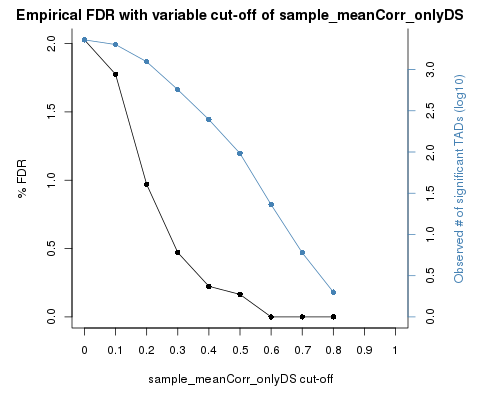 Empirical FDR with variable cut-off of sample_meanCorr_onlyDS
% FDR
2.0
1.5
1.0
0.5
0.0
3.0
2.5
2.0
1.5
1.0
0.5
0.0
Observed # of significant TADs (log10)
0 0.1 0.2 0.3 0.4 0.5 0.6 0.7 0.8 0.9 1
sample_meanCorr_onlyDS cut-off